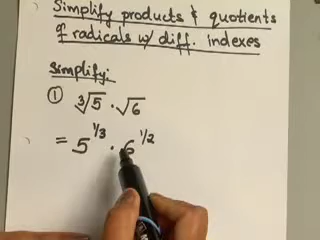 Simplify products & quotients
of radicals w/ diff. indexes
Simplify:
① ∛5 · √6
= 5^1/3 · 6^1/2